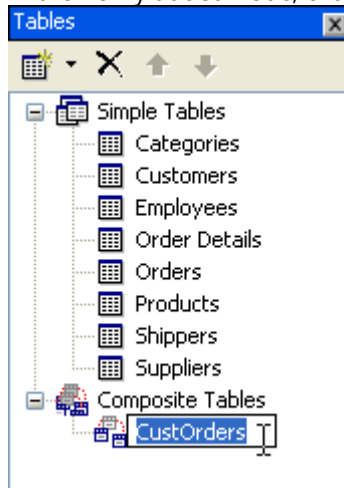 Tables
Simple Tables
Categories
Customers
Employees
Order Details
Orders
Products
Shippers
Suppliers
Composite Tables
CustOrders